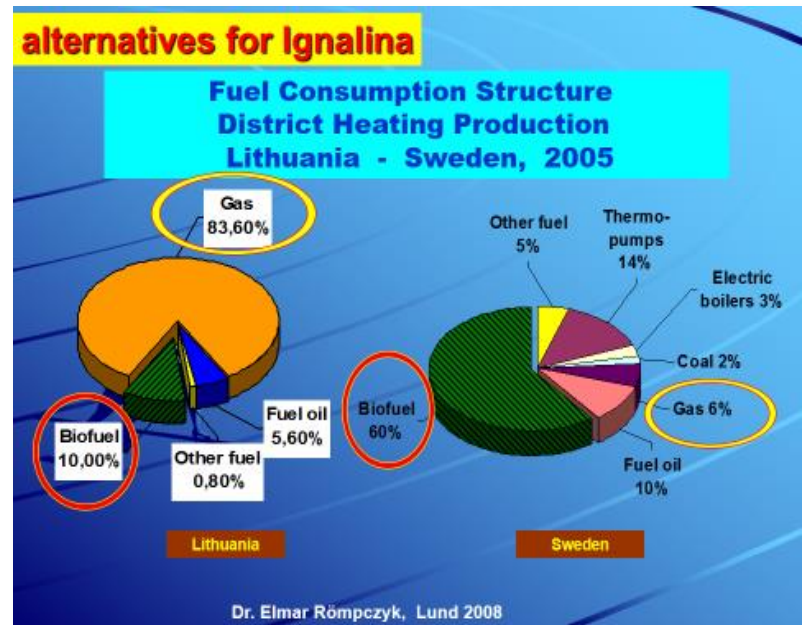 alternatives for Ignalina
Fuel Consumption Structure
District Heating Production
Lithuania - Sweden, 2005
Gas
83,60%
Biofuel
10,00%
Other fuel
0,80%
Fuel oil
5,60%
Lithuania
Other fuel
5%
Thermo-
pumps
14%
Electric
boilers 3%
Coal 2%
Gas 6%
Fuel oil
10%
Biofuel
60%
Sweden
Dr. Elmar Römpczyk, Lund 2008